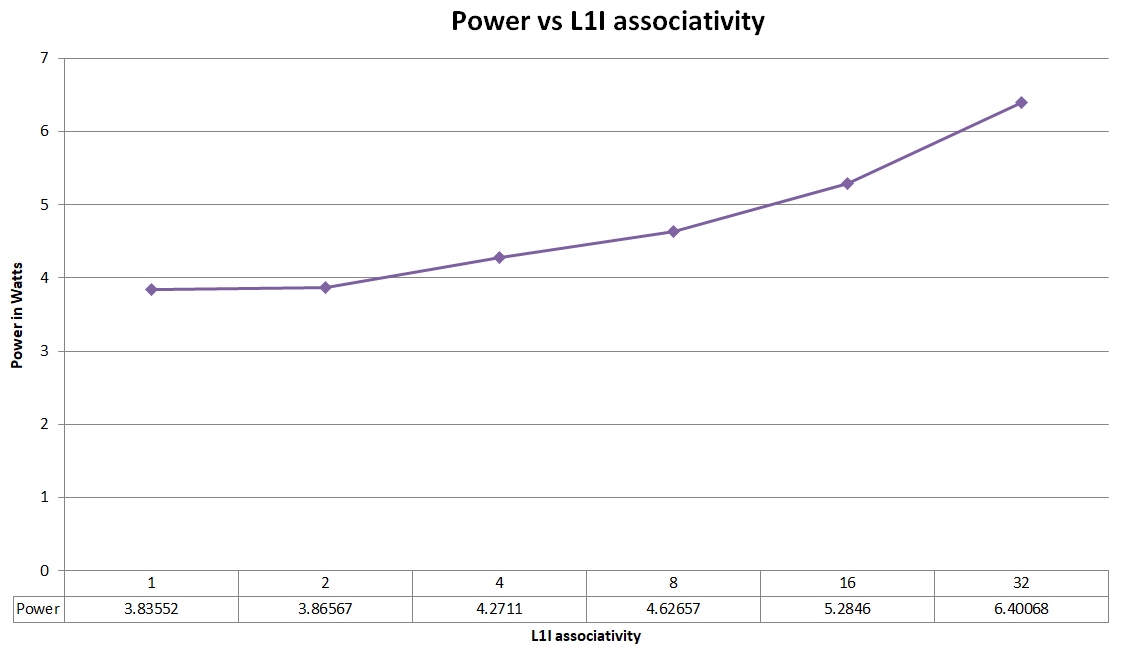 Power vs L1I associativity
7
6
5
4
3
2
1
0
Power in Watts
1 2 4 8 16 32
Power 3.83552 3.86567 4.2711 4.62657 5.2846 6.40068
L1I associativity